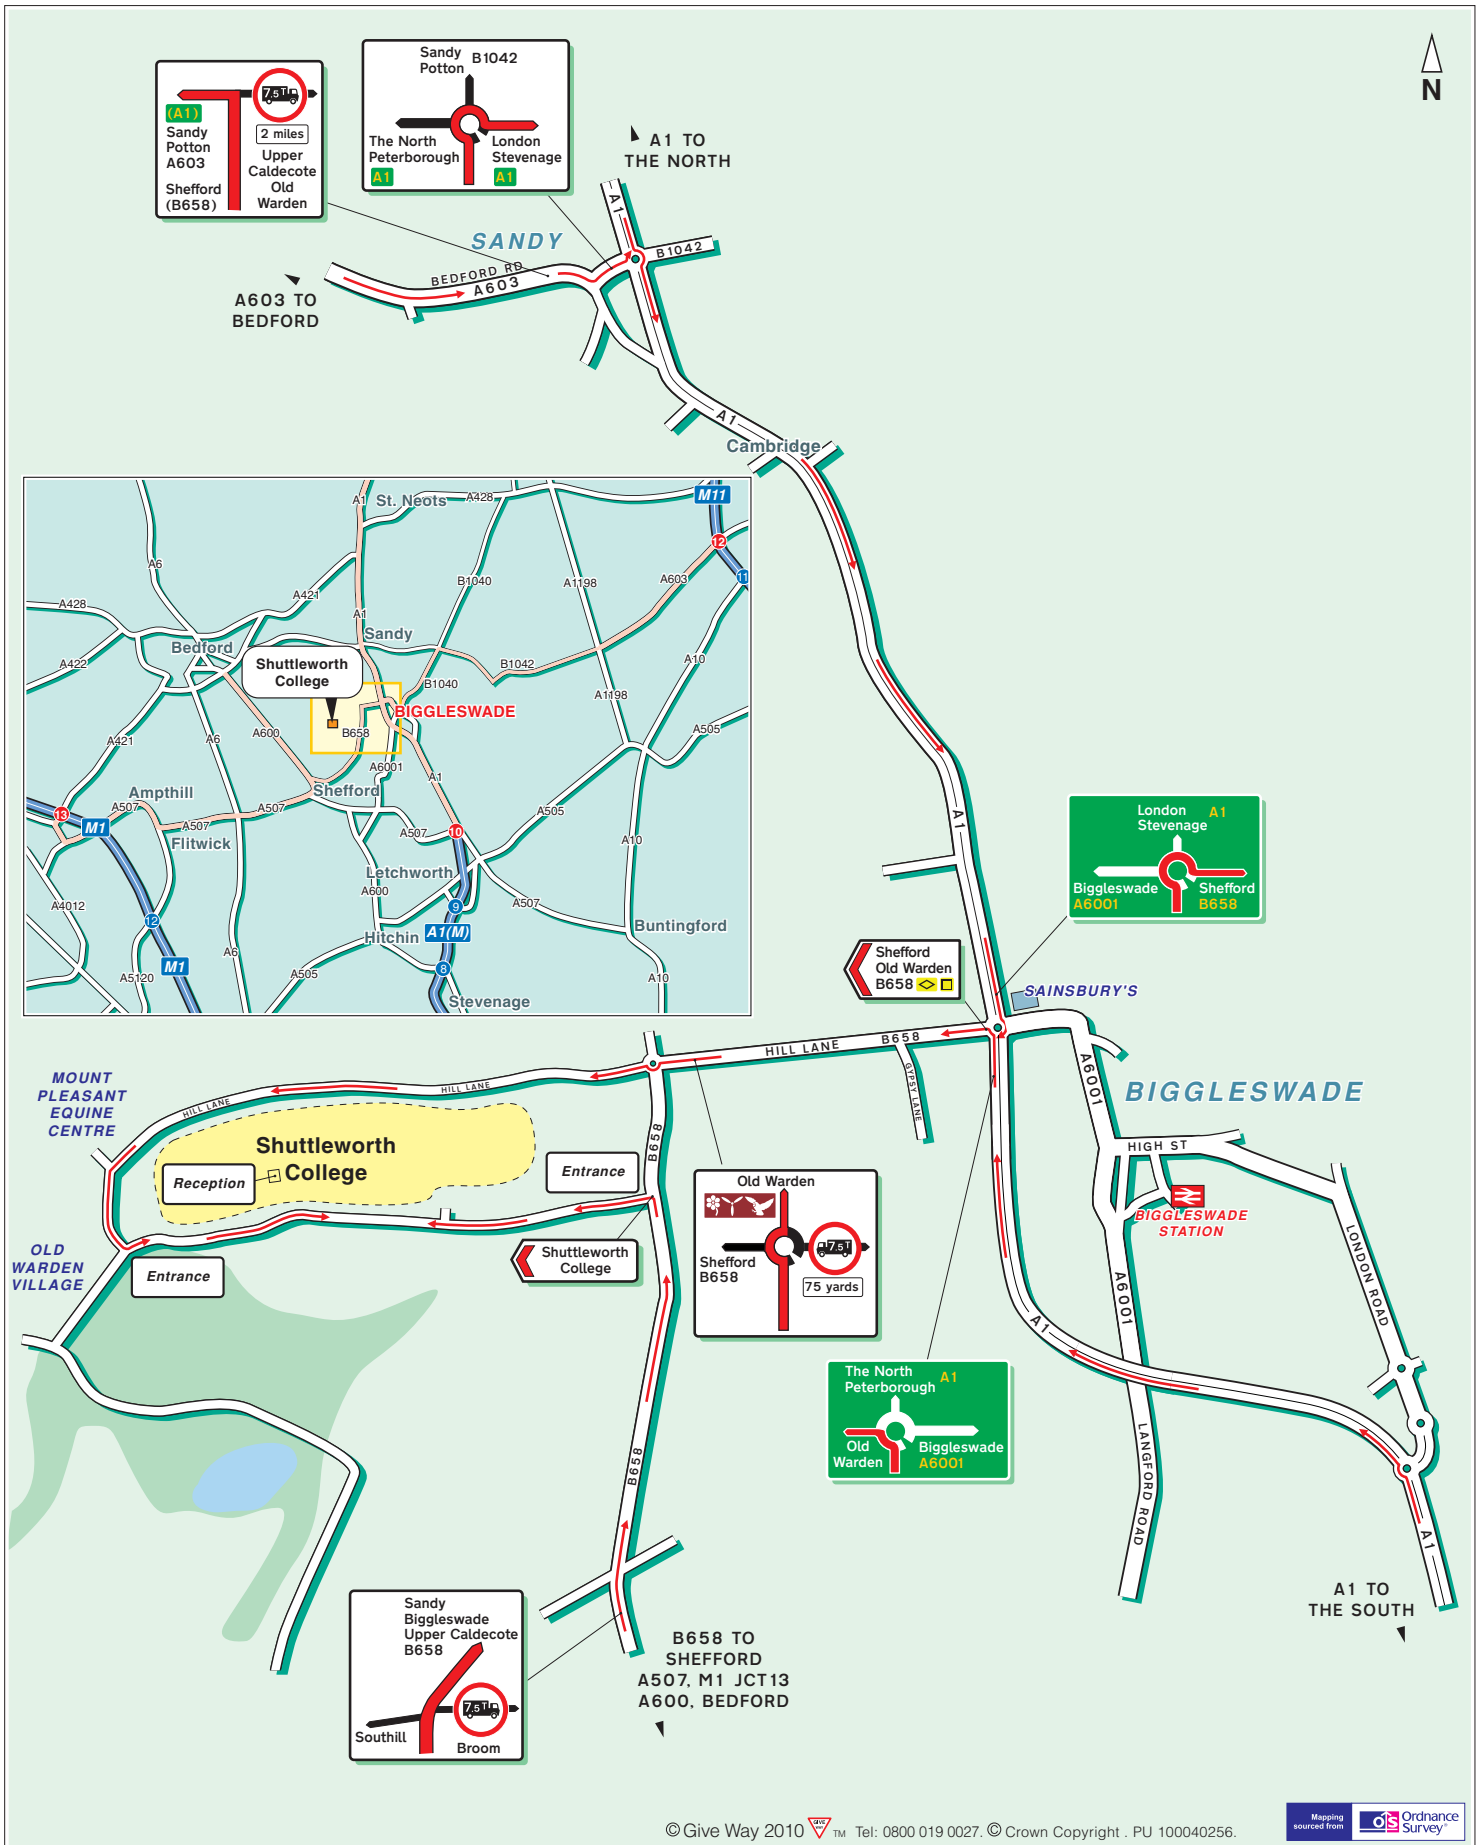 (A1)
Sandy
Potton
A603
Shefford
(B658)
7.5T
2 miles
Upper
Caldecote
Old
Warden
Sandy
Potton
B1042
The North
Peterborough
A1
London
Stevenage
A1
N
A1 TO
THE NORTH
A1
SANDY
B1042
BEDFORD RD
A603
A603 TO
BEDFORD
A1
Cambridge
A1
St. Neots
A428
M11
12
11
A6
A428
A421
B1040
A1198
A603
A1
Sandy
Bedford
A422
Shuttleworth
College
B1042
A10
B1040
A1198
BIGGLESWADE
A421
A6
A600
B658
A505
A6001
A1
Ampthill
Shefford
13
A507
M1
A507
A507
A507
10
A505
Flitwick
A10
Letchworth
A600
A4012
12
9
A507
Hitchin
A1(M)
Buntingford
A6
M1
A5120
A505
8
A10
Stevenage
A1
London
Stevenage
A1
Biggleswade
A6001
Shefford
B658
Shefford
Old Warden
B658
SAINSBURY'S
HILL LANE
B658
GYPSY LANE
A6001
BIGGLESWADE
MOUNT
PLEASANT
EQUINE
CENTRE
HILL LANE
HILL LANE
Shuttleworth
College
Reception
Entrance
B658
HIGH ST
BIGGLESWADE
STATION
LONDON ROAD
Old Warden
Shefford
B658
7.5T
75 yards
OLD
WARDEN
VILLAGE
Entrance
Shuttleworth
College
A6001
A1
The North
Peterborough
A1
Old
Warden
Biggleswade
A6001
LANGFORD ROAD
B658
A1
A1 TO
THE SOUTH
Sandy
Biggleswade
Upper Caldecote
B658
7.5T
Southill
Broom
B658 TO
SHEFFORD
A507, M1 JCT13
A600, BEDFORD
© Give Way 2010 GIVE WAY TM Tel: 0800 019 0027. © Crown Copyright . PU 100040256.
Mapping
sourced from
OS
Ordnance
Survey®